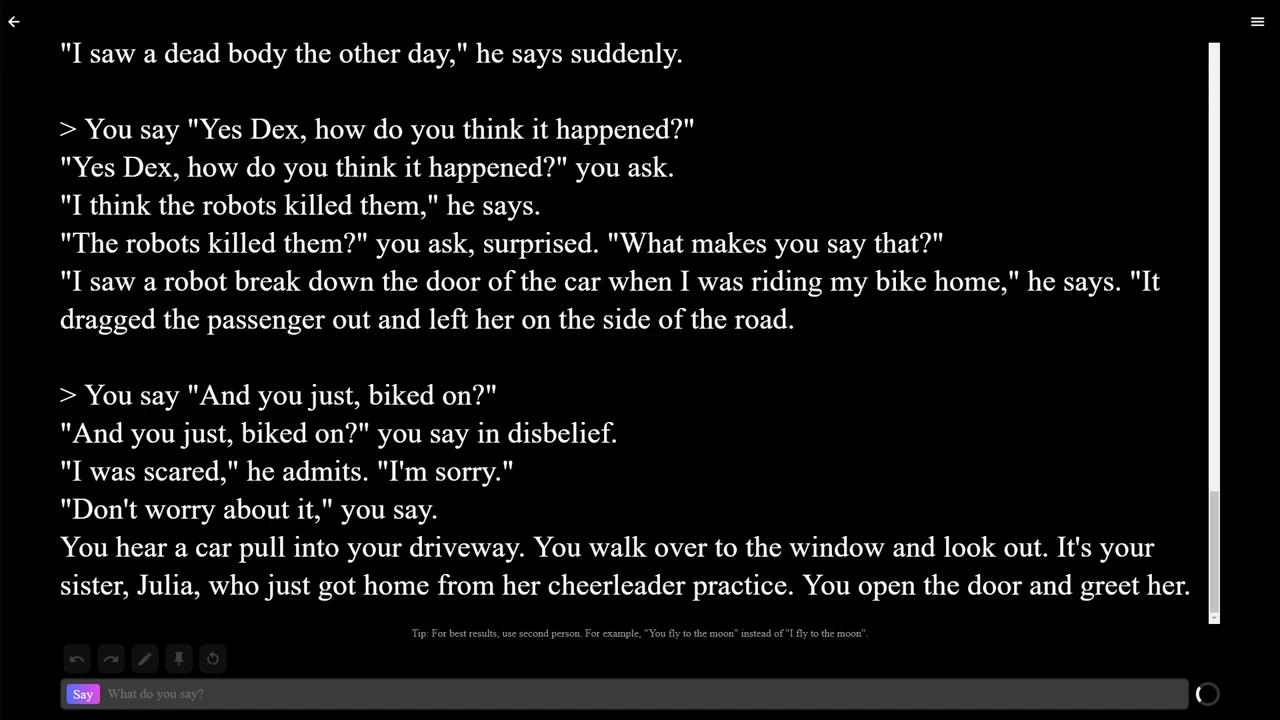 "I saw a dead body the other day," he says suddenly.
> You say "Yes Dex, how do you think it happened?"
"Yes Dex, how do you think it happened?" you ask.
"I think the robots killed them," he says.
"The robots killed them?" you ask, surprised. "What makes you say that?"
"I saw a robot break down the door of the car when I was riding my bike home," he says. "It
dragged the passenger out and left her on the side of the road.
> You say "And you just, biked on?"
"And you just, biked on?" you say in disbelief.
"I was scared," he admits. "I'm sorry."
"Don't worry about it," you say.
You hear a car pull into your driveway. You walk over to the window and look out. It's your
sister, Julia, who just got home from her cheerleader practice. You open the door and greet her.
Tip: For best results, use second person. For example, "You fly to the moon" instead of "I fly to the moon".
Say What do you say?